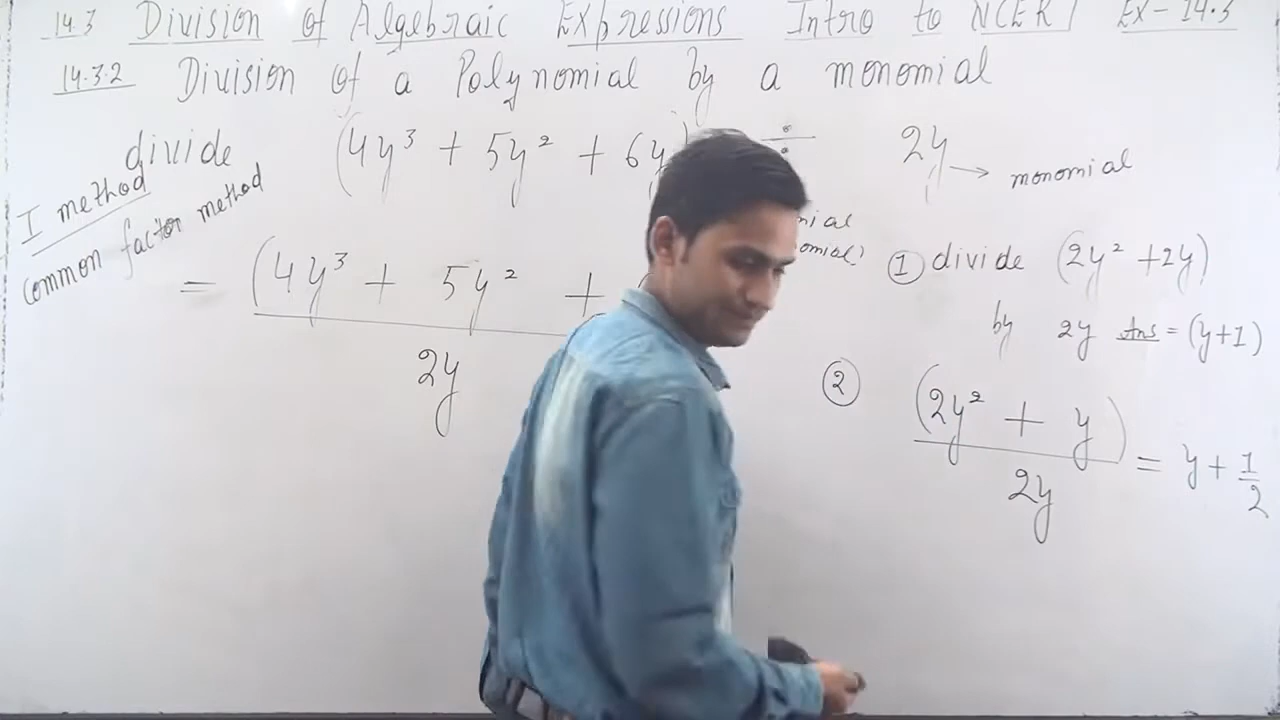 14.3 Division of Algebraic Expressions Intro to NCERT Ex-14.3
14.3.2 Division of a Polynomial by a monomial
divide (4y³ + 5y² + 6y) ÷ 2y → monomial
I method
common factor method
= (4y³ + 5y² +
2y
① divide (2y² + 2y)
by 2y Ans = (y+1)
② (2y² + y)
2y
= y + 1/2